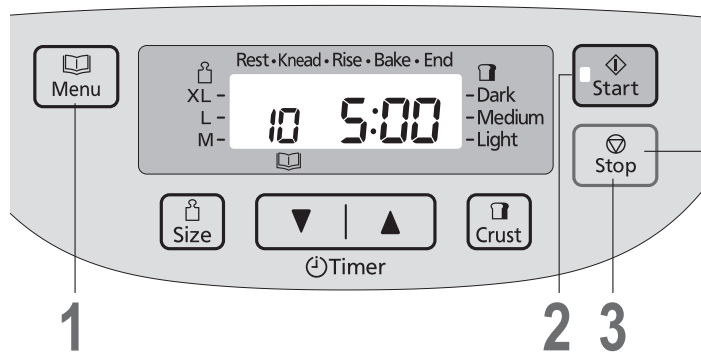 Menu
Rest • Knead • Rise • Bake • End
XL –
L –
M –
10 5:00
– Dark
– Medium
– Light
Start
Stop
Size
▼ | ▲
Crust
Timer
1 2 3